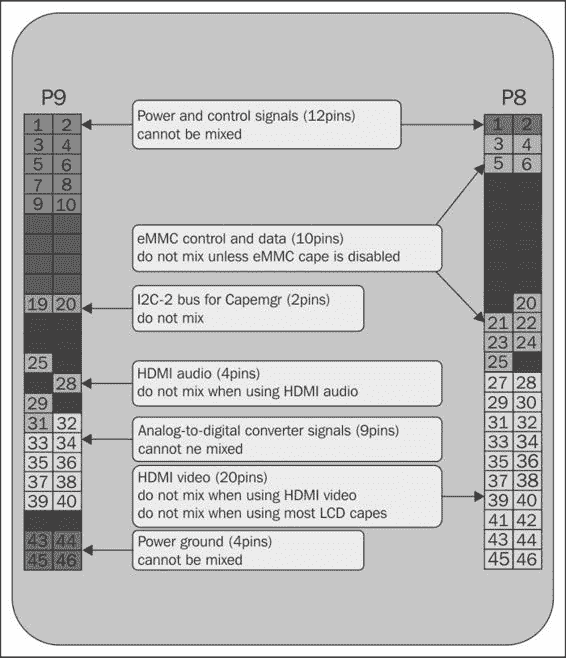 P9
P8
Power and control signals (12pins)
cannot be mixed
eMMC control and data (10pins)
do not mix unless eMMC cape is disabled
I2C-2 bus for Capemgr (2pins)
do not mix
HDMI audio (4pins)
do not mix when using HDMI audio
Analog-to-digital converter signals (9pins)
cannot ne mixed
HDMI video (20pins)
do not mix when using HDMI video
do not mix when using most LCD capes
Power ground (4pins)
cannot be mixed
1 2
3 4
5 6
7 8
9 10
19 20
25
28
29
31 32
33 34
35 36
37 38
39 40
43 44
45 46
1 2
3 4
5 6
20
21 22
23 24
25
27 28
29 30
31 32
33 34
35 36
37 38
39 40
41 42
43 44
45 46